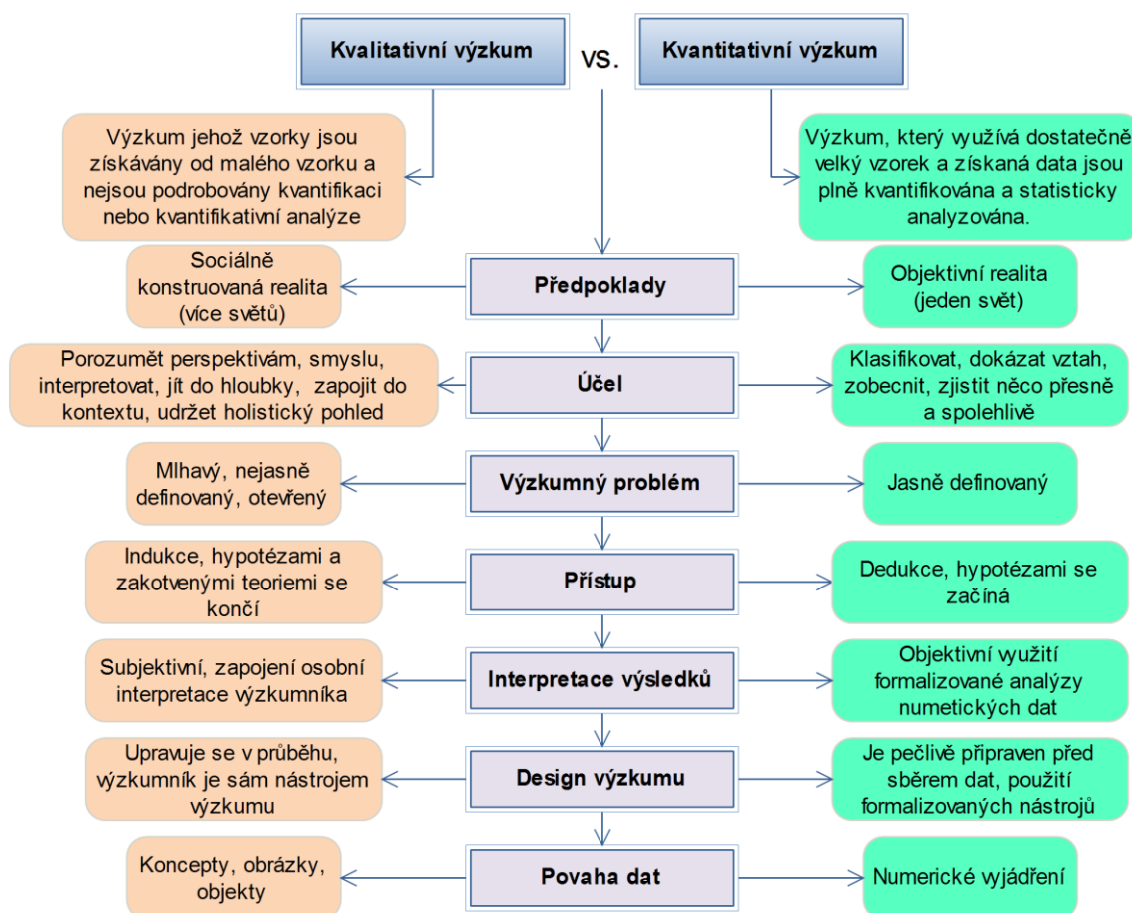 Kvalitativní výzkum
vs.
Kvantitativní výzkum
Výzkum jehož vzorky jsou
získávány od malého vzorku a
nejsou podrobovány kvantifikaci
nebo kvantifikativní analýze
Výzkum, který využívá dostatečně
velký vzorek a získaná data jsou
plně kvantifikována a statisticky
analyzována.
Sociálně
konstruovaná realita
(více světů)
Předpoklady
Objektivní realita
(jeden svět)
Porozumět perspektivám, smyslu,
interpretovat, jít do hloubky, zapojit do
kontextu, udržet holistický pohled
Účel
Klasifikovat, dokázat vztah,
zobecnit, zjistit něco přesně
a spolehlivě
Mlhavý, nejasně
definovaný, otevřený
Výzkumný problém
Jasně definovaný
Indukce, hypotézami a
zakotvenými teoriemi se
končí
Přístup
Dedukce, hypotézami se
začíná
Subjektivní, zapojení osobní
interpretace výzkumníka
Interpretace výsledků
Objektivní využití
formalizované analýzy
numetických dat
Upravuje se v průběhu,
výzkumník je sám nástrojem
výzkumu
Design výzkumu
Je pečlivě připraven před
sběrem dat, použití
formalizovaných nástrojů
Koncepty, obrázky,
objekty
Povaha dat
Numerické vyjádření